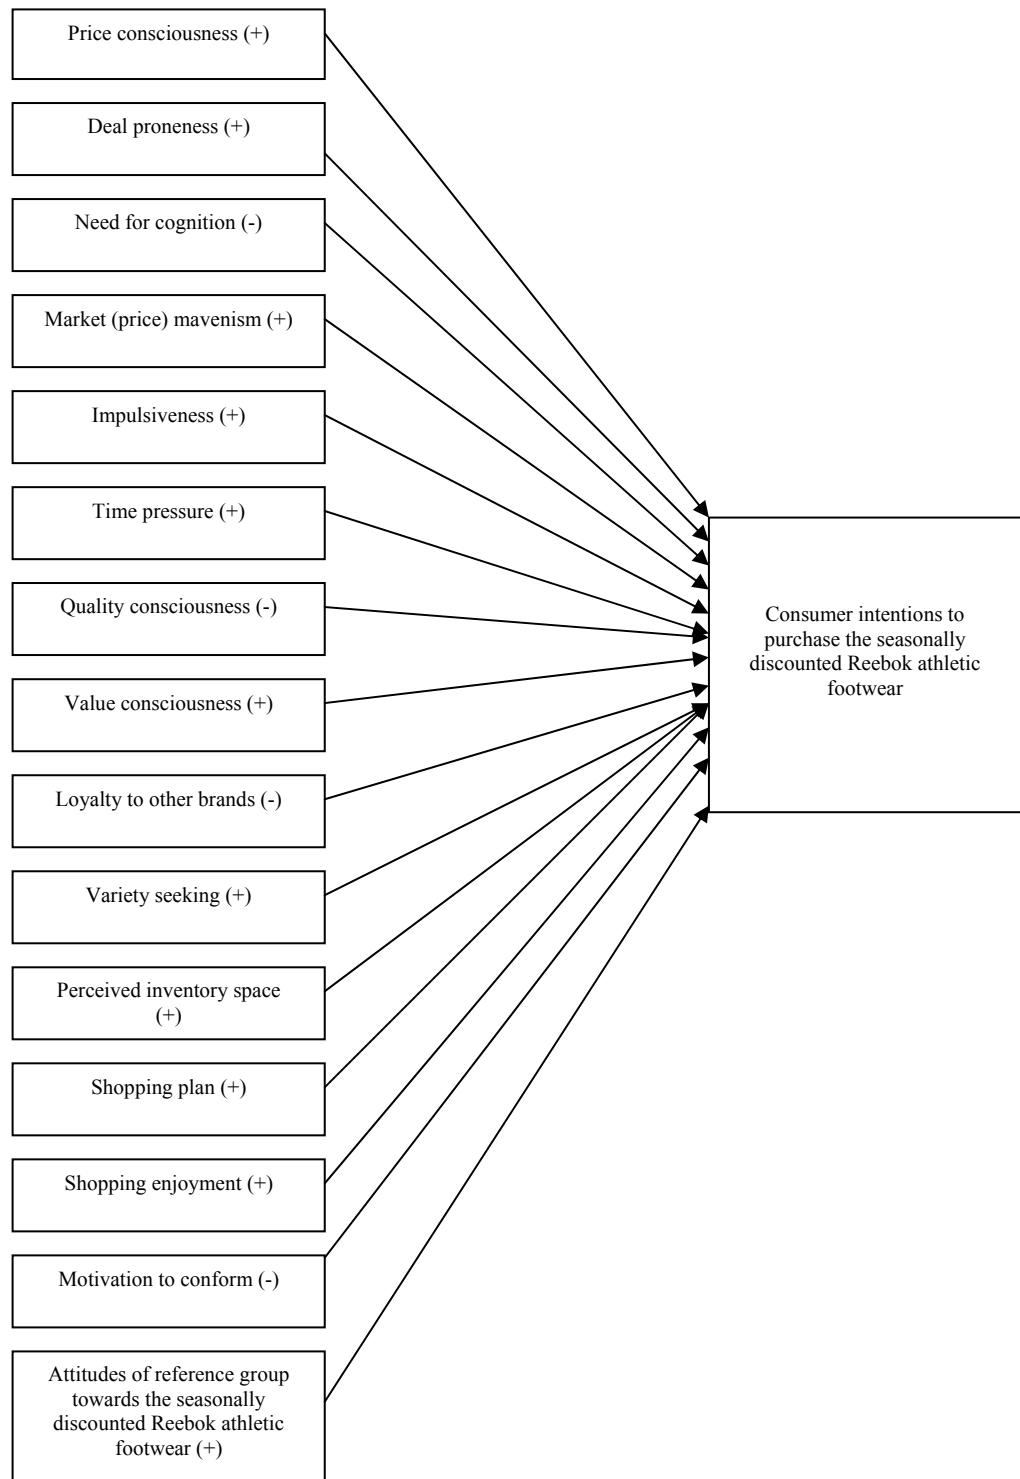 Price consciousness (+)
Deal proneness (+)
Need for cognition (-)
Market (price) mavenism (+)
Impulsiveness (+)
Time pressure (+)
Quality consciousness (-)
Value consciousness (+)
Loyalty to other brands (-)
Variety seeking (+)
Perceived inventory space
(+)
Shopping plan (+)
Shopping enjoyment (+)
Motivation to conform (-)
Attitudes of reference group
towards the seasonally
discounted Reebok athletic
footwear (+)
Consumer intentions to
purchase the seasonally
discounted Reebok athletic
footwear